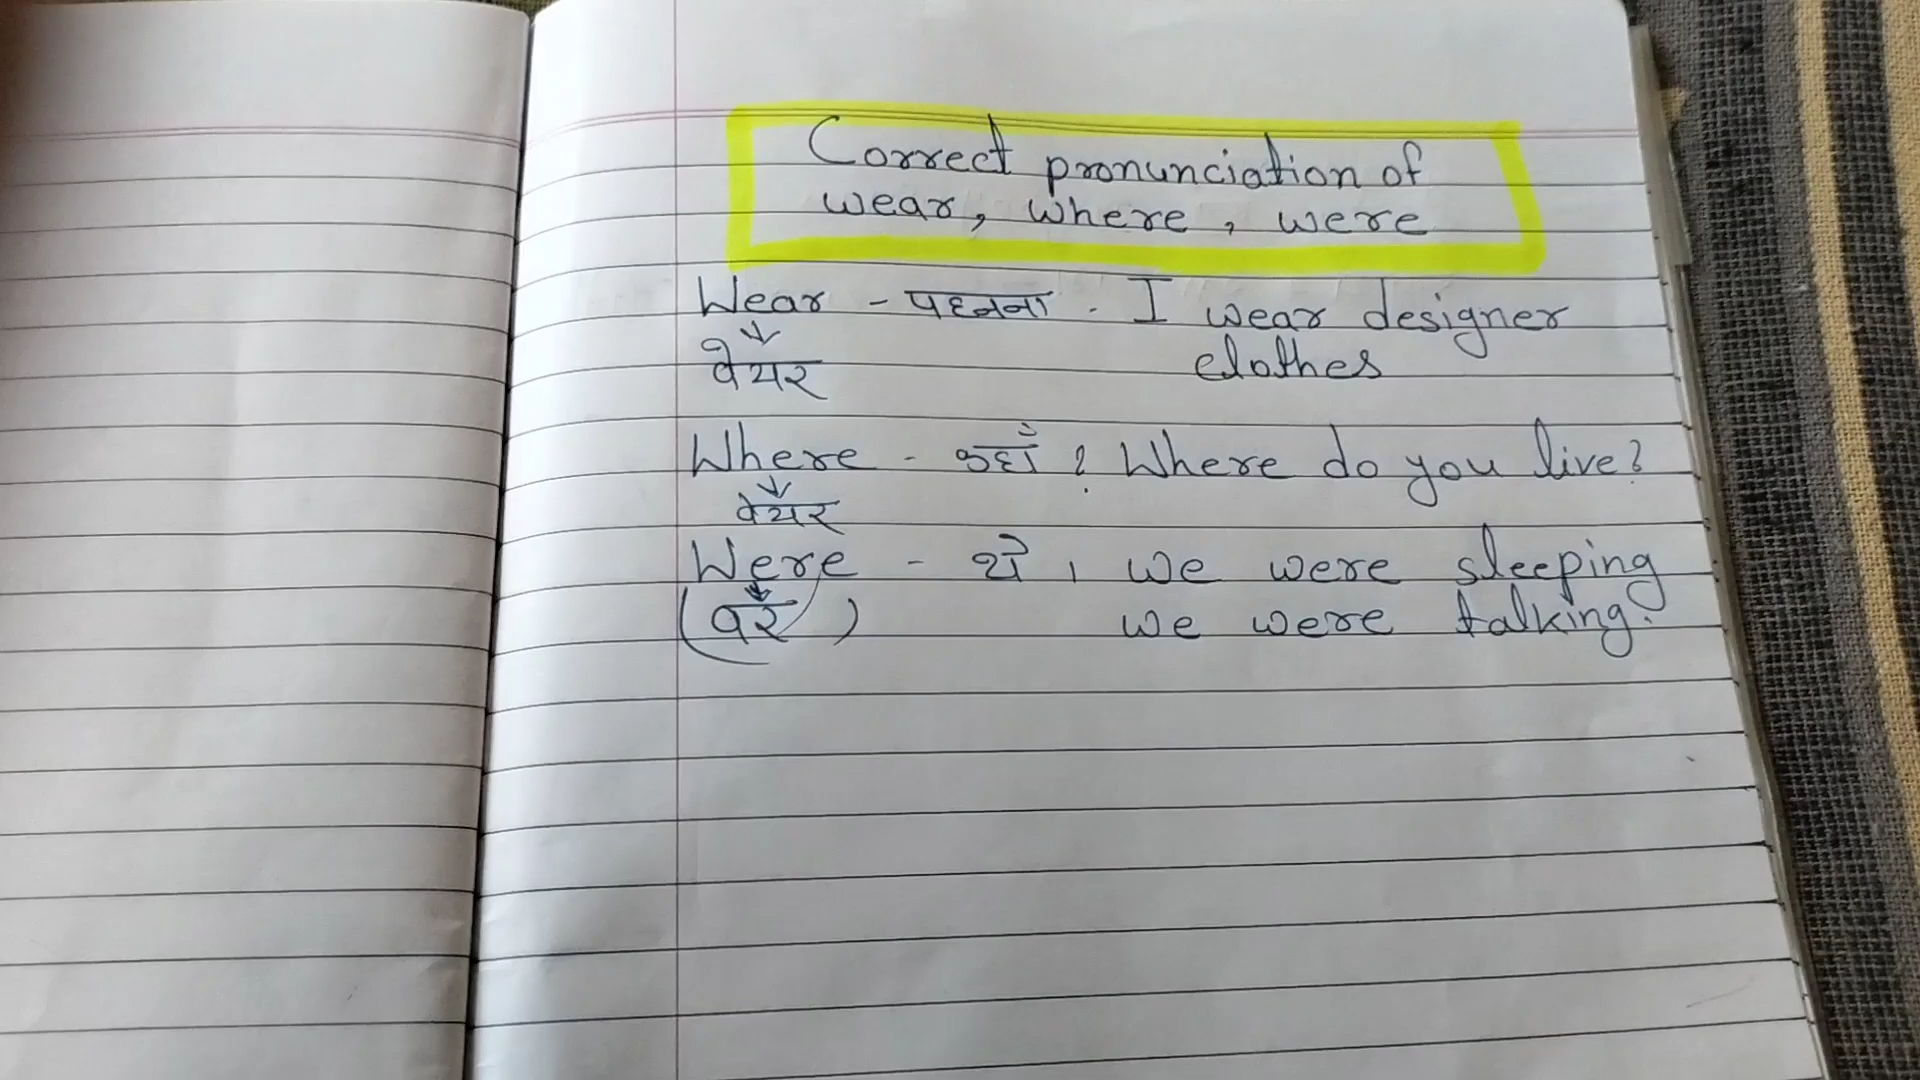 Correct pronunciation of
wear, where, were
Wear - पहनना - I wear designer
clothes
वेयर
Where - कहाँ ? Where do you live?
वेयर
Were - थे, we were sleeping
(वर) we were talking.